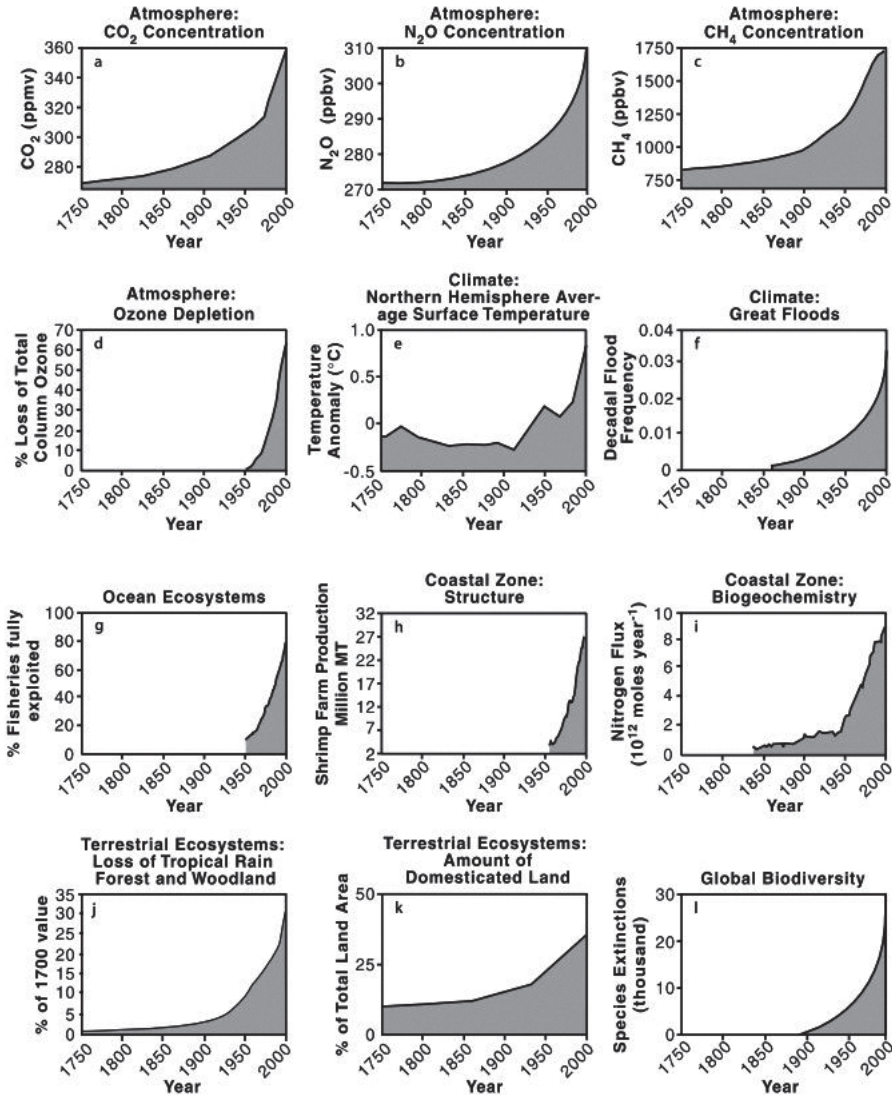 Atmosphere:
CO₂ Concentration
Atmosphere:
N₂O Concentration
Atmosphere:
CH₄ Concentration
a
CO₂ (ppmv)
360
340
320
300
280
1750
1800
1850
1900
1950
2000
Year
b
N₂O (ppbv)
310
300
290
280
270
1750
1800
1850
1900
1950
2000
Year
c
CH₄ (ppbv)
1750
1500
1250
1000
750
1750
1800
1850
1900
1950
2000
Year
Atmosphere:
Ozone Depletion
Climate:
Northern Hemisphere Aver-
age Surface Temperature
Climate:
Great Floods
d
% Loss of Total
Column Ozone
70
60
50
40
30
20
10
0
1750
1800
1850
1900
1950
2000
Year
e
Temperature
Anomaly (°C)
1.0
0.5
0
-0.5
1750
1800
1850
1900
1950
2000
Year
f
Decadal Flood
Frequency
0.04
0.03
0.02
0.01
0
1750
1800
1850
1900
1950
2000
Year
Ocean Ecosystems
Coastal Zone:
Structure
Coastal Zone:
Biogeochemistry
g
% Fisheries fully
exploited
100
80
60
40
20
0
1750
1800
1850
1900
1950
2000
Year
h
Shrimp Farm Production
Million MT
32
27
22
17
12
7
2
1750
1800
1850
1900
1950
2000
Year
i
Nitrogen Flux
(10¹² moles year⁻¹)
10
8
6
4
2
0
1750
1800
1850
1900
1950
2000
Year
Terrestrial Ecosystems:
Loss of Tropical Rain
Forest and Woodland
Terrestrial Ecosystems:
Amount of
Domesticated Land
Global Biodiversity
j
% of 1700 value
35
30
25
20
15
10
5
0
1750
1800
1850
1900
1950
2000
Year
k
% of Total Land Area
50
25
0
1750
1800
1850
1900
1950
2000
Year
l
Species Extinctions
(thousand)
30
20
10
0
1750
1800
1850
1900
1950
2000
Year